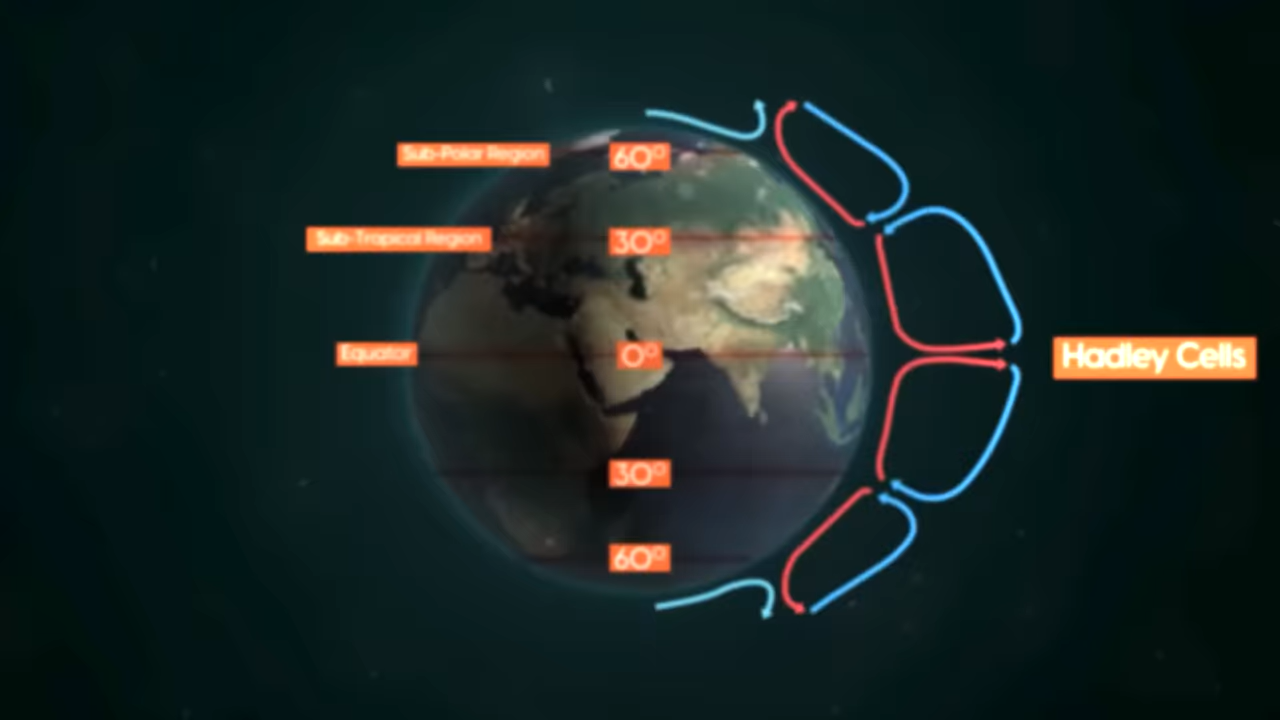 Sub-Polar Region
60°
Sub-Tropical Region
30°
Equator
0°
Hadley Cells
30°
60°